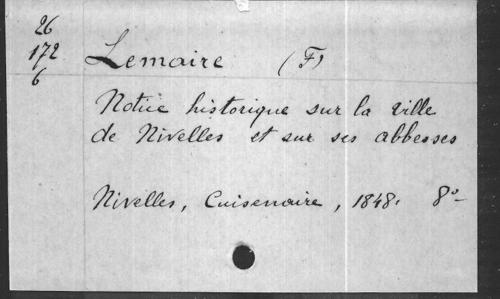 26
172 Lemaire (F)
6
Notice historique sur la ville
de Nivelles et sur ses abbesses
Nivelles, Cuisenaire, 1848. 8°